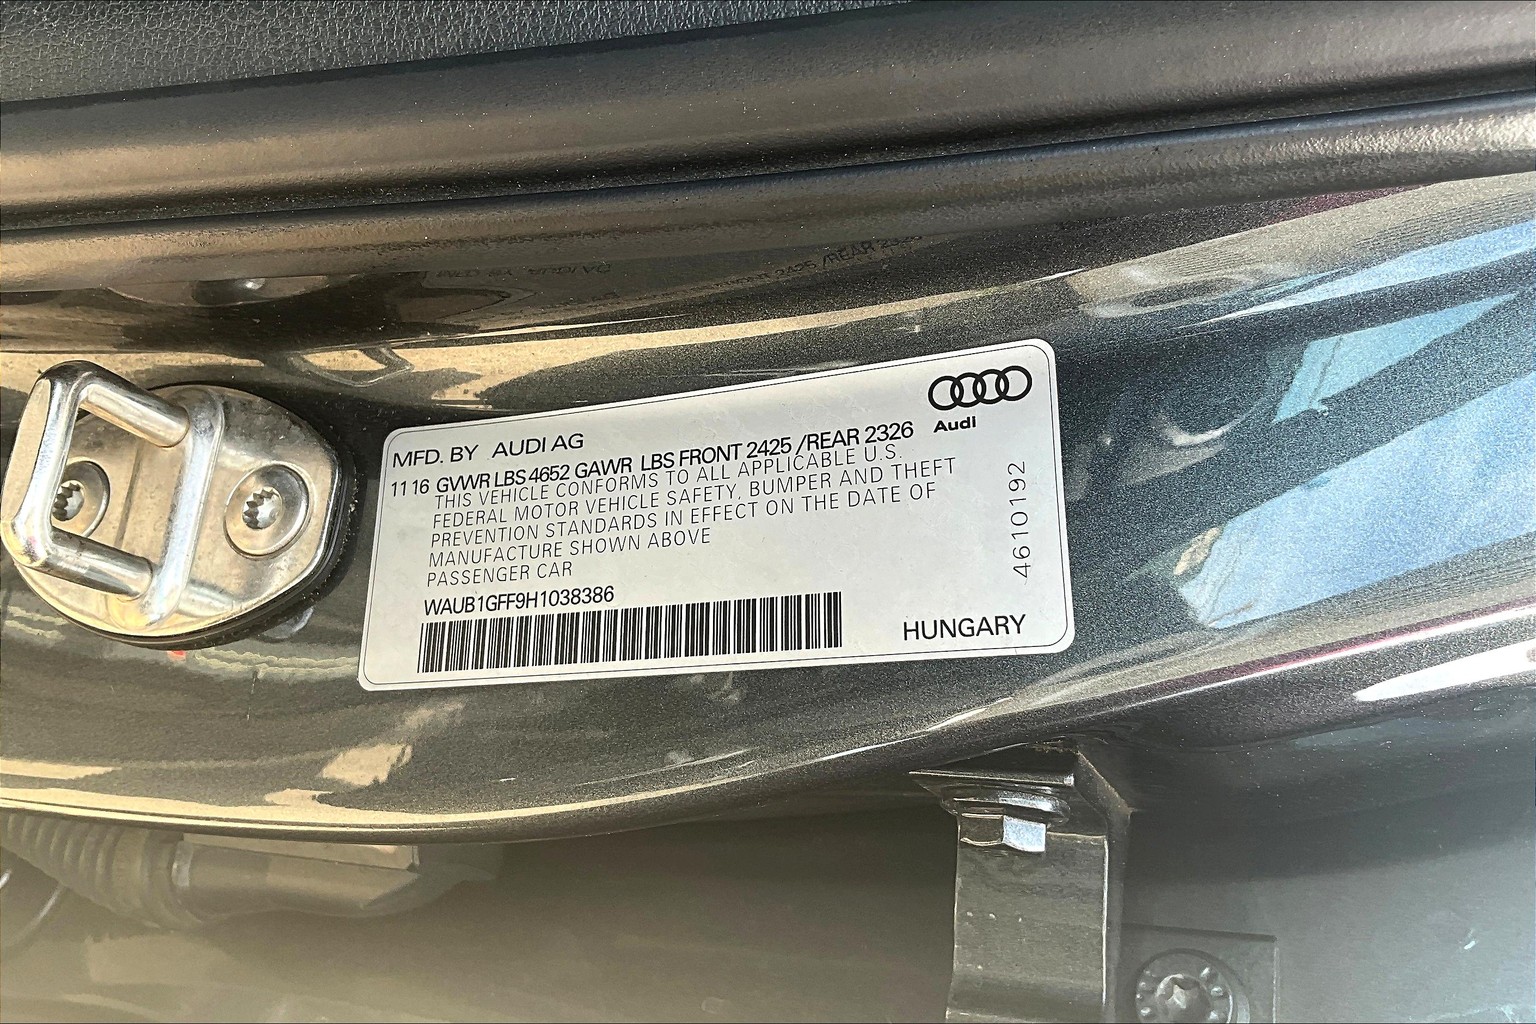 Audi
MFD. BY AUDI AG
11 16 GVWR LBS 4652 GAWR LBS FRONT 2425 /REAR 2326
THIS VEHICLE CONFORMS TO ALL APPLICABLE U.S.
FEDERAL MOTOR VEHICLE SAFETY, BUMPER AND THEFT
PREVENTION STANDARDS IN EFFECT ON THE DATE OF
MANUFACTURE SHOWN ABOVE
PASSENGER CAR
WAUB1GFF9H1038386
HUNGARY
4610192